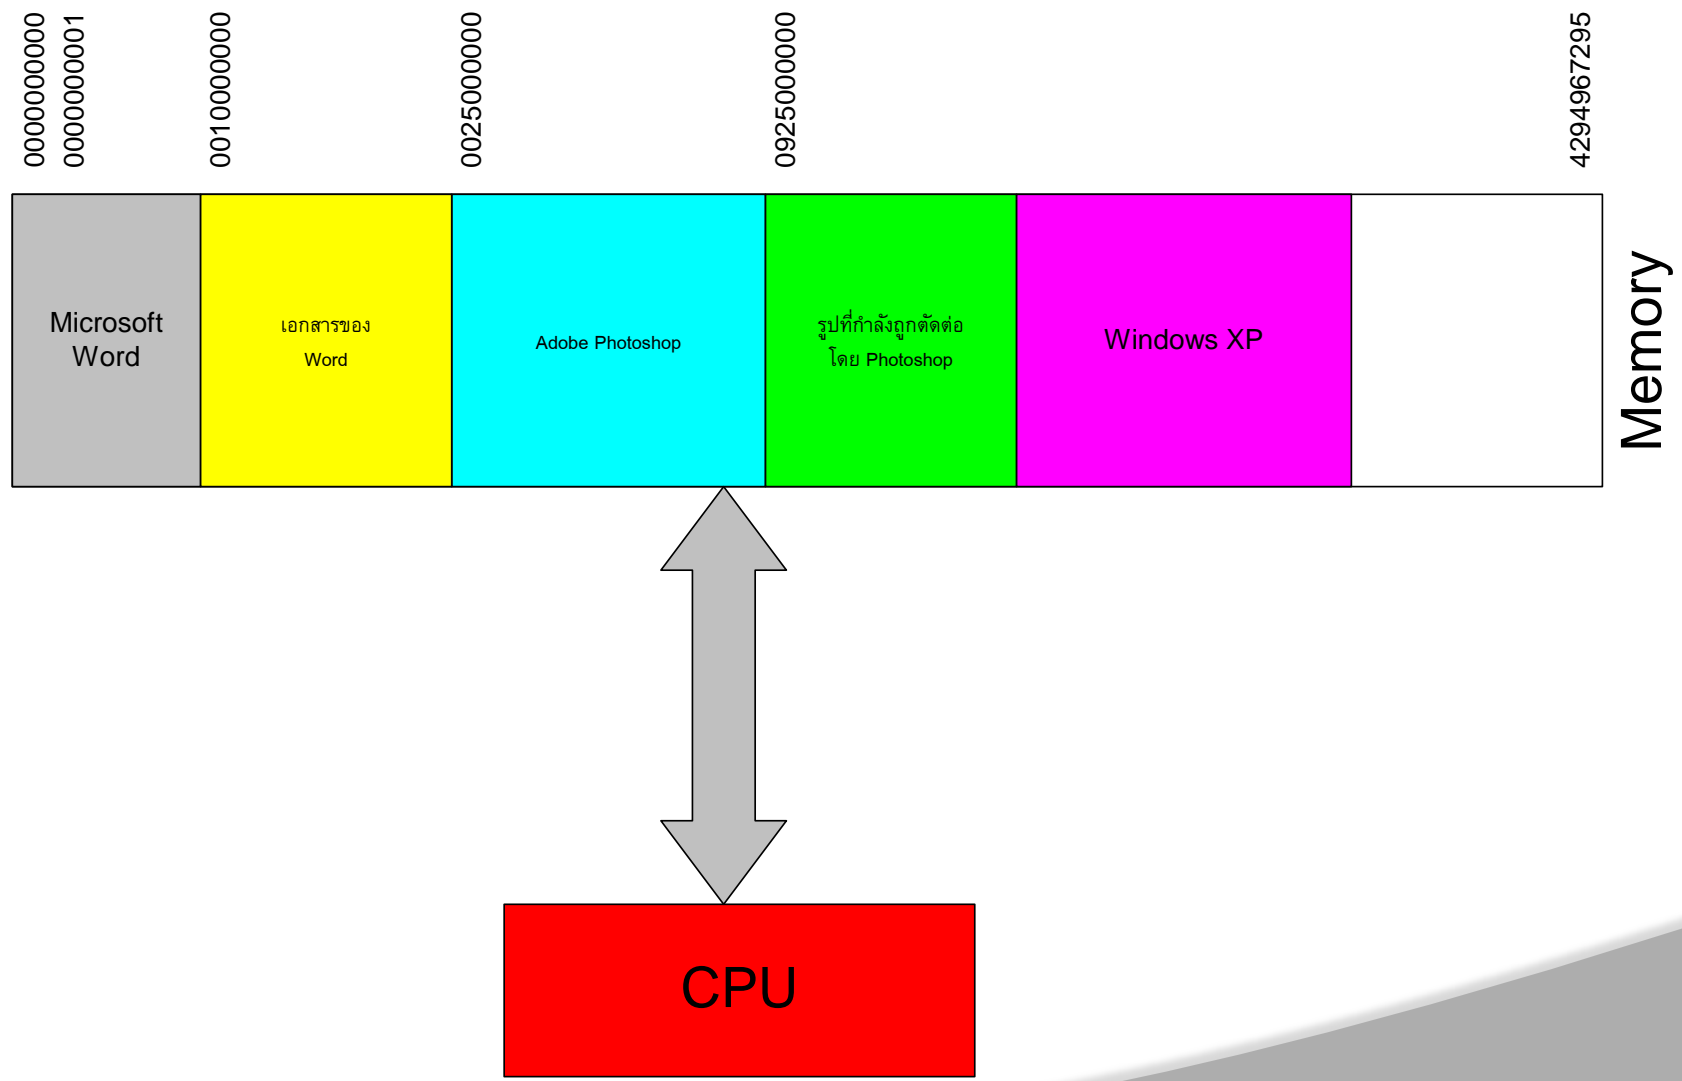 0000000000
0000000001
0010000000
0025000000
0925000000
4294967295
Microsoft
Word
เอกสารของ
Word
Adobe Photoshop
รูปที่กำลังถูกตัดต่อ
โดย Photoshop
Windows XP
Memory
CPU